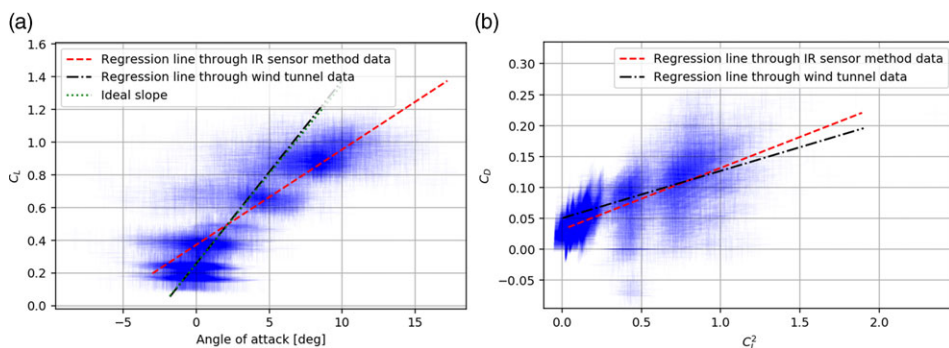 (a)
1.6
1.4
1.2
1.0
0.8
0.6
0.4
0.2
0.0
C_L
Regression line through IR sensor method data
Regression line through wind tunnel data
Ideal slope
−5
0
5
10
15
Angle of attack [deg]
(b)
0.30
0.25
0.20
0.15
0.10
0.05
0.00
−0.05
C_D
Regression line through IR sensor method data
Regression line through wind tunnel data
0.0
0.5
1.0
1.5
2.0